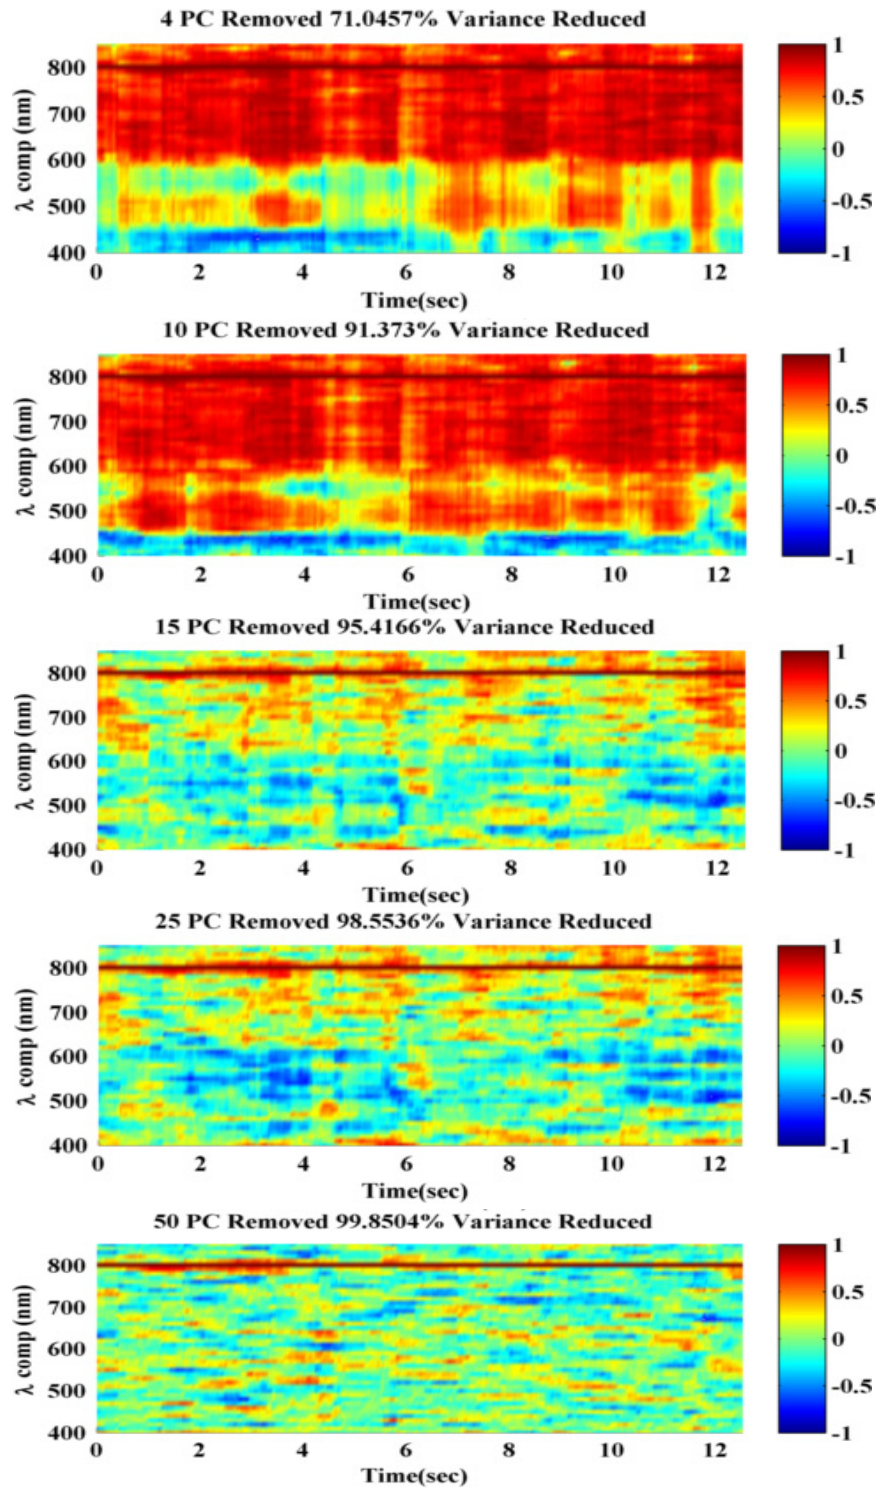 4 PC Removed 71.0457% Variance Reduced
λ comp (nm)
800
700
600
500
400
0 2 4 6 8 10 12
Time(sec)
1
0.5
0
-0.5
-1
10 PC Removed 91.373% Variance Reduced
λ comp (nm)
800
700
600
500
400
0 2 4 6 8 10 12
Time(sec)
1
0.5
0
-0.5
-1
15 PC Removed 95.4166% Variance Reduced
λ comp (nm)
800
700
600
500
400
0 2 4 6 8 10 12
Time(sec)
1
0.5
0
-0.5
-1
25 PC Removed 98.5536% Variance Reduced
λ comp (nm)
800
700
600
500
400
0 2 4 6 8 10 12
Time(sec)
1
0.5
0
-0.5
-1
50 PC Removed 99.8504% Variance Reduced
λ comp (nm)
800
700
600
500
400
0 2 4 6 8 10 12
Time(sec)
1
0.5
0
-0.5
-1